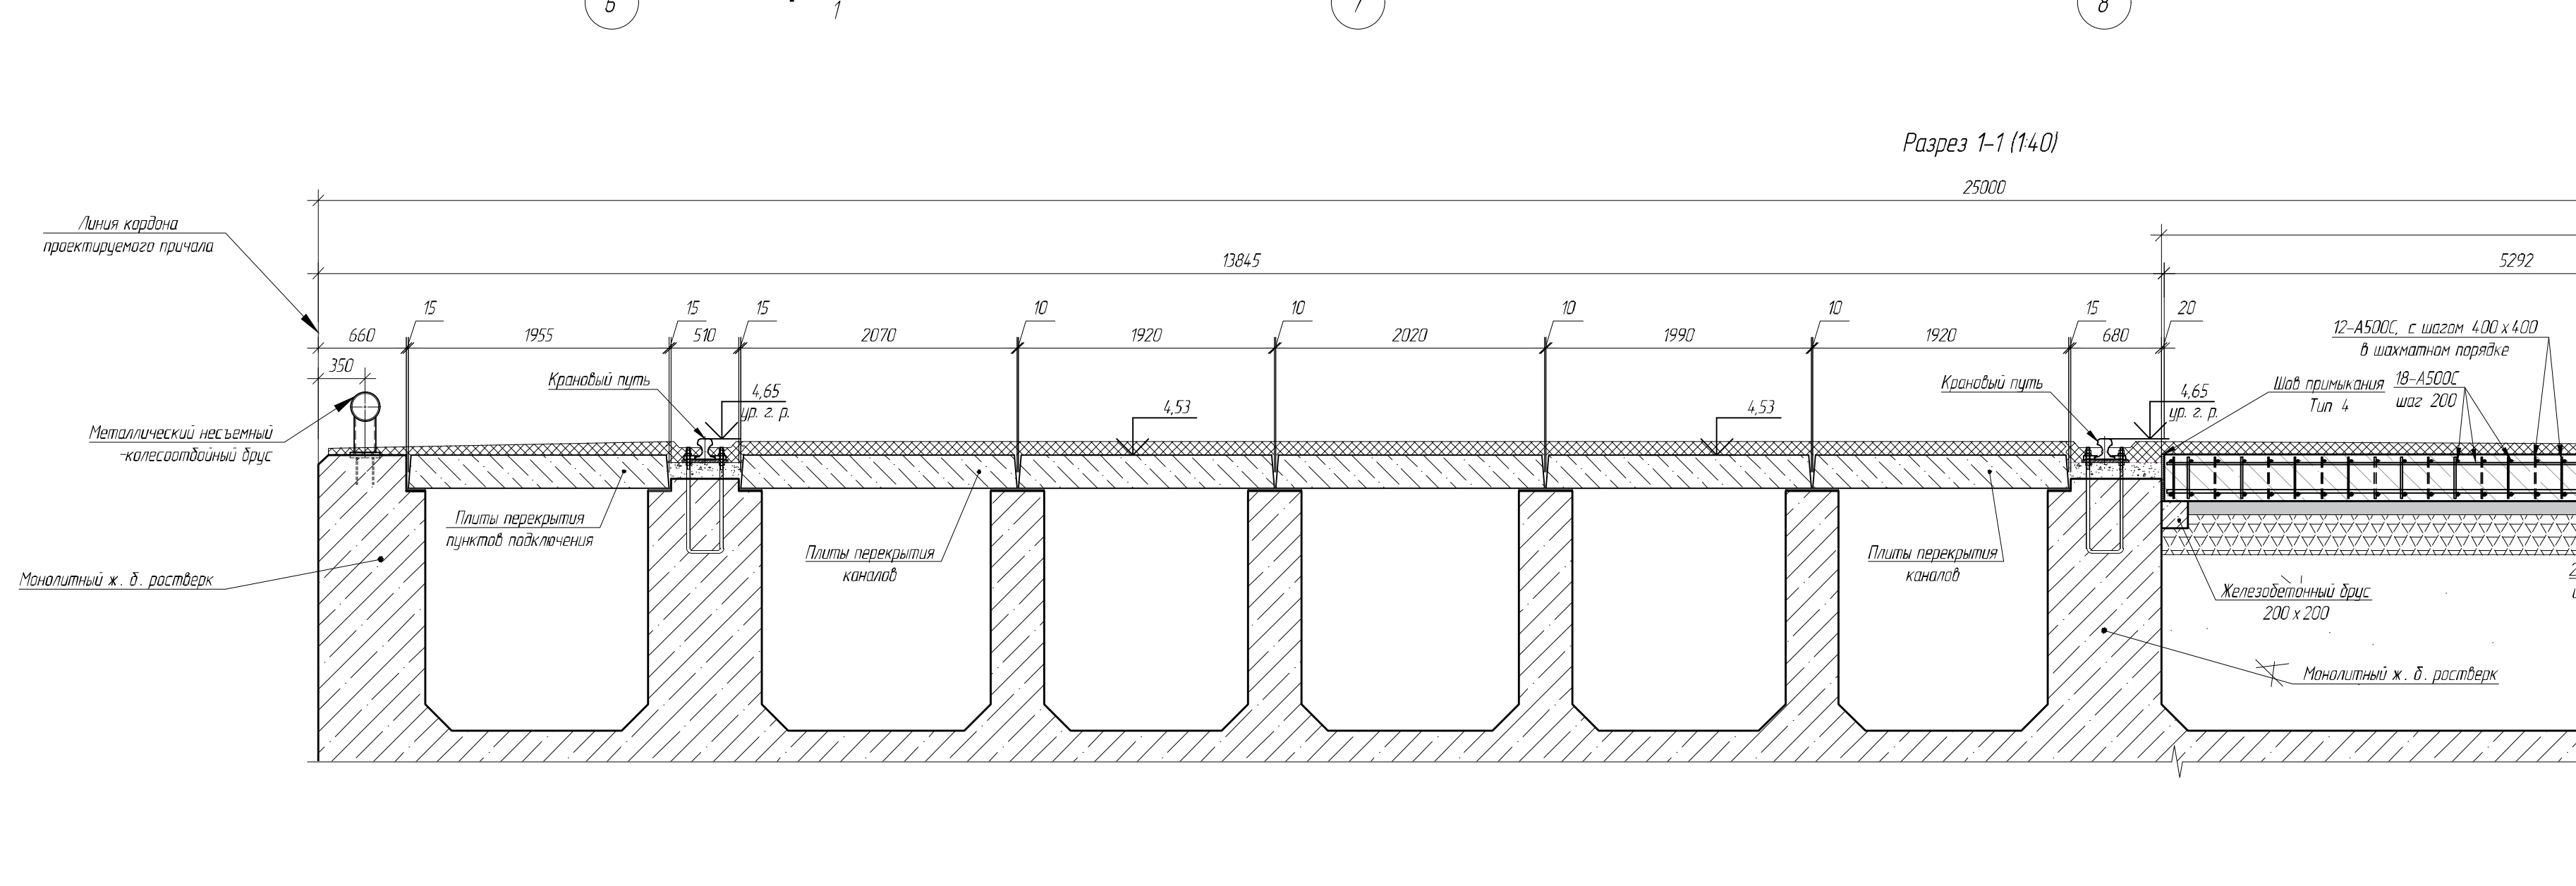 1
7
8
Разрез 1-1 (1:40)
25000
Линия кордона
проектируемого причала
13845
5292
15
15
15
10
10
10
10
15
20
660
1955
510
2070
1920
2020
1990
1920
680
350
12-А500С, с шагом 400 х 400
в шахматном порядке
Крановый путь
4,65
ур. г. р.
4,53
4,53
Крановый путь
4,65
ур. г. р.
Шов примыкания
Тип 4
18-А500С
шаг 200
Металлический несъемный
-колесоотбойный брус
Плиты перекрытия
пунктов подключения
Плиты перекрытия
каналов
Плиты перекрытия
каналов
Монолитный ж. б. ростверк
Железобетонный брус
200 х 200
Монолитный ж. б. ростверк